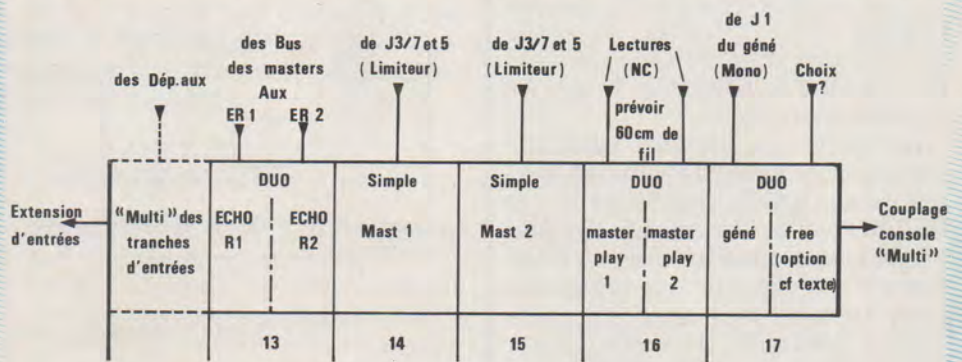 des Dép.aux
des Bus
des masters
Aux
ER 1 ER 2
de J3/7 et 5
( Limiteur)
de J3/7 et 5
(Limiteur)
Lectures
(NC)
prévoir
60cm de
fil
de J1
du géné
(Mono)
Choix
?
Extension
d'entrées
«Multi» des
tranches
d'entrées
DUO
ECHO
R1
ECHO
R2
Simple
Mast 1
Simple
Mast 2
DUO
master
play
1
master
play
2
DUO
géné
free
(option
cf texte)
Couplage
console
«Multi»
13
14
15
16
17